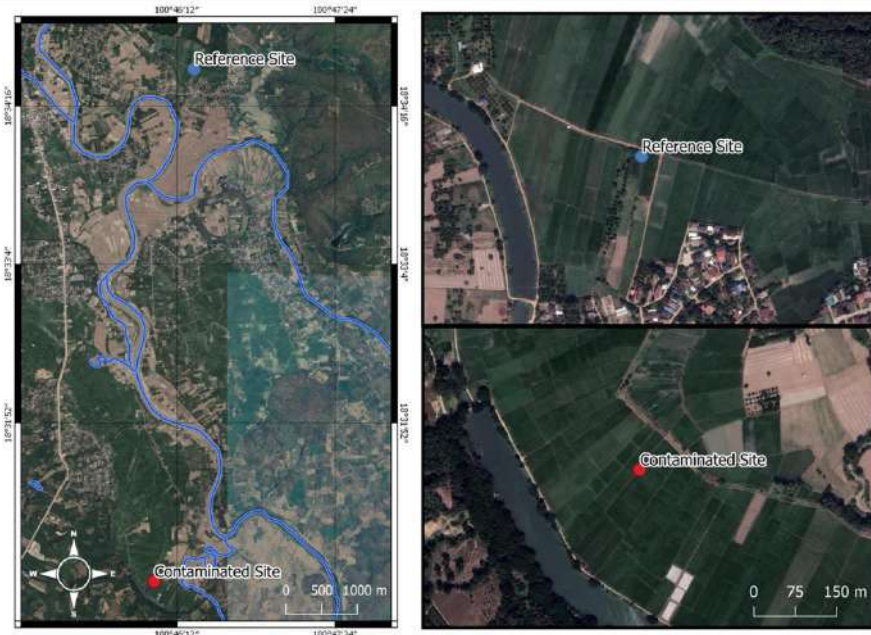 100°46'12" 100°47'24"
Reference Site
18°34'16" 18°34'16"
18°33'4" 18°33'4"
18°31'52" 18°31'52"
N
W E
S
Contaminated Site
0 500 1000 m
100°46'12" 100°47'24"
Reference Site
Contaminated Site
0 75 150 m